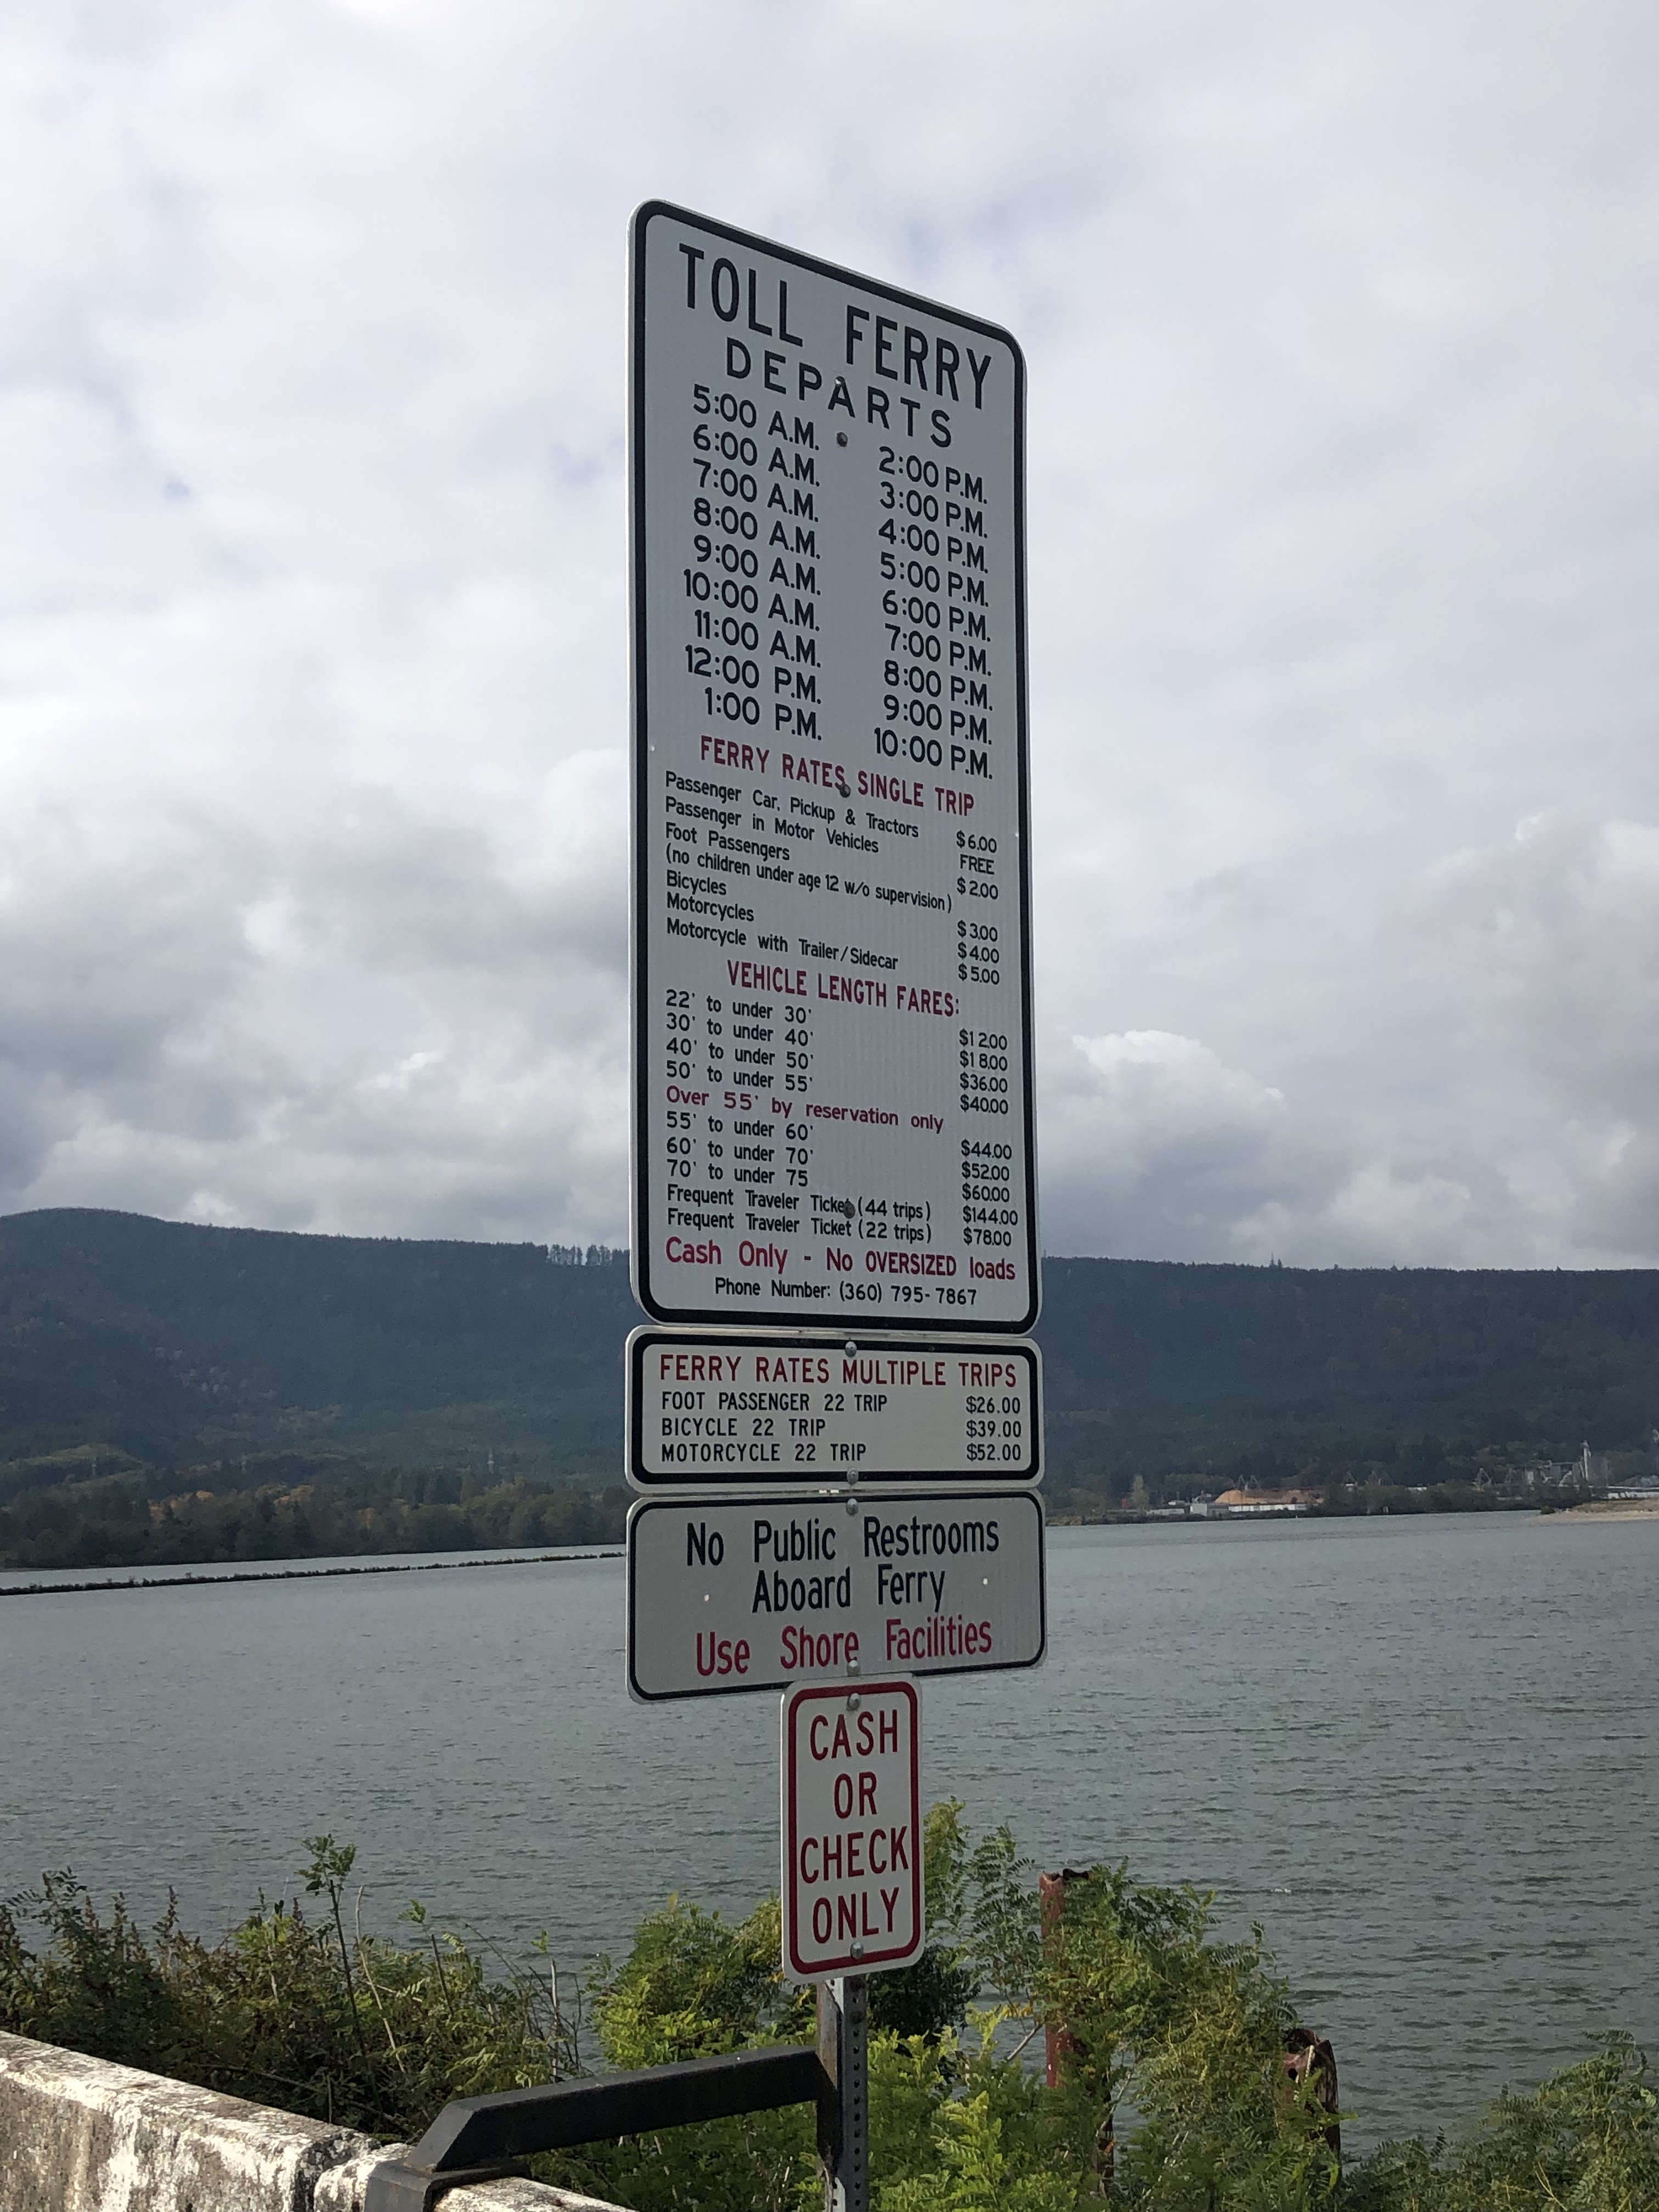 TOLL FERRY
DEPARTS
5:00 A.M. 2:00 P.M.
6:00 A.M. 3:00 P.M.
7:00 A.M. 4:00 P.M.
8:00 A.M. 5:00 P.M.
9:00 A.M. 6:00 P.M.
10:00 A.M. 7:00 P.M.
11:00 A.M. 8:00 P.M.
12:00 P.M. 9:00 P.M.
1:00 P.M. 10:00 P.M.
FERRY RATES SINGLE TRIP
Passenger Car, Pickup & Tractors $6.00
Passenger in Motor Vehicles FREE
Foot Passengers $2.00
(no children under age 12 w/o supervision)
Bicycles $3.00
Motorcycles $4.00
Motorcycle with Trailer/Sidecar $5.00
VEHICLE LENGTH FARES:
22' to under 30' $12.00
30' to under 40' $18.00
40' to under 50' $36.00
50' to under 55' $40.00
Over 55' by reservation only
55' to under 60' $44.00
60' to under 70' $52.00
70' to under 75 $60.00
Frequent Traveler Ticket (44 trips) $144.00
Frequent Traveler Ticket (22 trips) $78.00
Cash Only - No OVERSIZED loads
Phone Number: (360) 795-7867
FERRY RATES MULTIPLE TRIPS
FOOT PASSENGER 22 TRIP $26.00
BICYCLE 22 TRIP $39.00
MOTORCYCLE 22 TRIP $52.00
No Public Restrooms
Aboard Ferry
Use Shore Facilities
CASH
OR
CHECK
ONLY